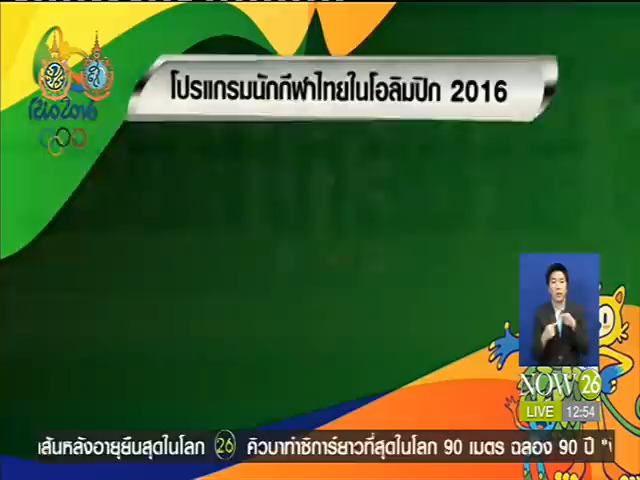 โปรแกรมนักกีฬาไทยในโอลิมปิก 2016
Rio2016
NOW26
LIVE 12:54
เส้นหลังอายุยืนสุดในโลก 26 คิวบาทำซิการ์ยาวที่สุดในโลก 90 เมตร ฉลอง 90 ปี